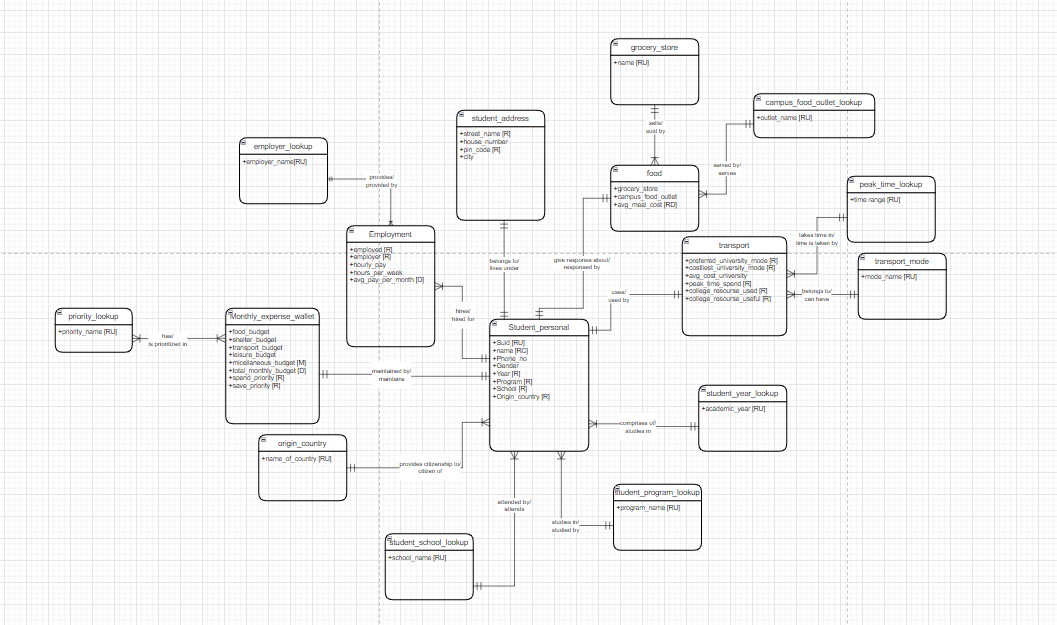 grocery_store
+name [RU]
sells/
sold by
campus_food_outlet_lookup
+outlet_name [RU]
served by/
serves
food
+grocery_store
+campus_food_outlet
+avg_meal_cost [RD]
student_address
+street_name [R]
+house_number
+pin_code [R]
+city
employer_lookup
+employer_name[RU]
provides/
provided by
peak_time_lookup
+time range [RU]
takes time in/
time is taken by
Employment
+employed [R]
+employer [R]
+hourly_pay
+hours_per_week
+avg_pay_per_month [D]
belongs to/
lives under
give response about/
responsed by
transport
+preferred_university_mode [R]
+costliest_university_mode [R]
+avg_cost_university
+peak_time_spend [R]
+college_resourse_used [R]
+college_resourse_useful [R]
transport_mode
+mode_name [RU]
belongs to/
can have
uses/
used by
hires/
hired for
priority_lookup
+priority_name [RU]
has/
is prioritized in
Monthly_expense_wallet
+food_budget
+shelter_budget
+transport_budget
+leisure_budget
+micellaneous_budget [M]
+total_monthly_budget [D]
+spend_priority [R]
+save_priority [R]
maintained by/
maintains
Student_personal
+Suid [RU]
+name [RC]
+Phone_no
+Gender
+Year [R]
+Program [R]
+School [R]
+Origin_country [R]
student_year_lookup
+academic_year [RU]
comprises of/
studies in
origin_country
+name_of_country [RU]
provides citizenship to/
citizen of
student_program_lookup
+program_name [RU]
studies in/
studied by
attended by/
attends
student_school_lookup
+school_name [RU]